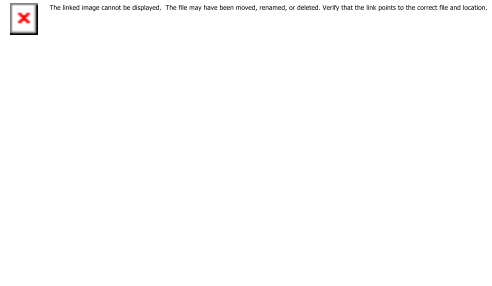 The linked image cannot be displayed.  The file may have been moved, renamed, or deleted. Verify that the link points to the correct file and location.